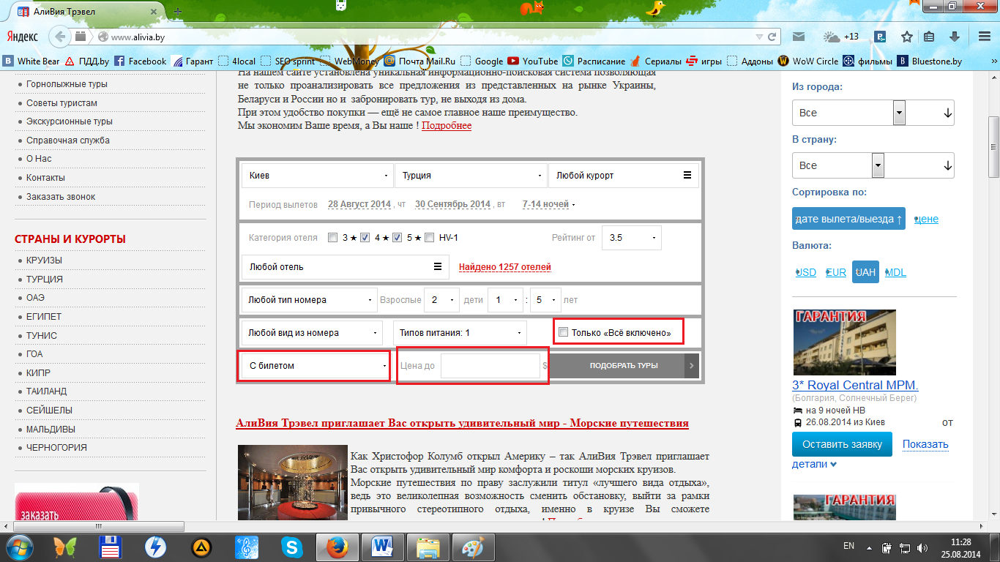 АлиВия Трэвел
Яндекс
www.alivia.by
+13
White Bear
ПДД.by
Facebook
Гарант
4local
SEO sprint
WebMoney
Почта Mail.Ru
Google
YouTube
Расписание
Сериалы
игры
Аддоны
WoW Circle
фильмы
Bluestone.by
Горнолыжные туры
Советы туристам
Экскурсионные туры
Справочная служба
О Нас
Контакты
Заказать звонок
СТРАНЫ И КУРОРТЫ
КРУИЗЫ
ТУРЦИЯ
ОАЭ
ЕГИПЕТ
ТУНИС
ГОА
КИПР
ТАИЛАНД
СЕЙШЕЛЫ
МАЛЬДИВЫ
ЧЕРНОГОРИЯ
заказать
На нашем сайте установлена уникальная информационно-поисковая система позволяющая
не только проанализировать все предложения из представленных на рынке Украины,
Беларуси и России но и забронировать тур, не выходя из дома.
При этом удобство покупки — ещё не самое главное наше преимущество.
Мы экономим Ваше время, а Вы наше ! Подробнее
Киев
Турция
Любой курорт
Период вылетов 28 Август 2014 , чт 30 Сентябрь 2014 , вт 7-14 ночей
Категория отеля 3 ★ 4 ★ 5 ★ HV-1 Рейтинг от 3.5
Любой отель Найдено 1257 отелей
Любой тип номера Взрослые 2 дети 1 : 5 лет
Любой вид из номера Типов питания: 1 Только «Всё включено»
С билетом Цена до $ ПОДОБРАТЬ ТУРЫ
АлиВия Трэвел приглашает Вас открыть удивительный мир - Морские путешествия
Как Христофор Колумб открыл Америку – так АлиВия Трэвел приглашает
Вас открыть удивительный мир комфорта и роскоши морских круизов.
Морские путешествия по праву заслужили титул «лучшего вида отдыха»,
ведь это великолепная возможность сменить обстановку, выйти за рамки
привычного стереотипного отдыха, именно в круизе Вы сможете
Из города:
Все
В страну:
Все
Сортировка по:
дате вылета/выезда ↑ цене
Валюта:
USD EUR UAH MDL
ГАРАНТИЯ
3* Royal Central МРМ.
(Болгария, Солнечный Берег)
на 9 ночей HB
26.08.2014 из Киев от
Оставить заявку Показать
детали
ГАРАНТИЯ
EN
11:28
25.08.2014